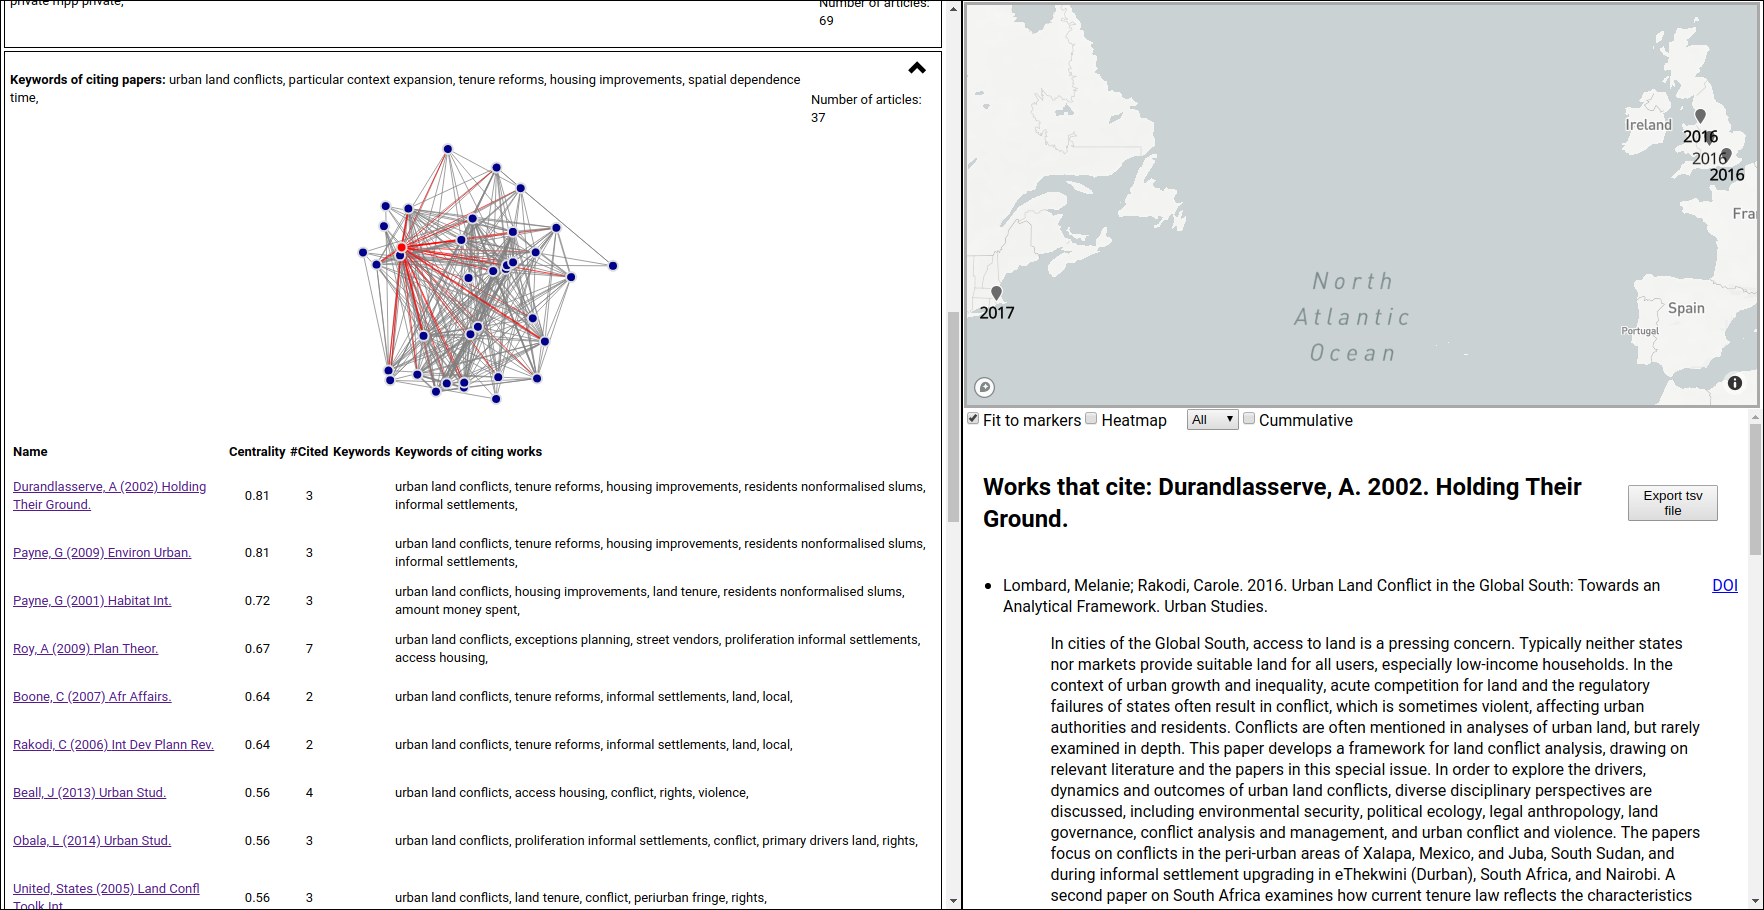 private mpp private,
Number of articles:
69
Keywords of citing papers: urban land conflicts, particular context expansion, tenure reforms, housing improvements, spatial dependence
time,
Number of articles:
37
Name Centrality #Cited Keywords Keywords of citing works
Durandlasserve, A (2002) Holding
Their Ground.
0.81 3
urban land conflicts, tenure reforms, housing improvements, residents nonformalised slums,
informal settlements,
Payne, G (2009) Environ Urban.
0.81 3
urban land conflicts, tenure reforms, housing improvements, residents nonformalised slums,
informal settlements,
Payne, G (2001) Habitat Int.
0.72 3
urban land conflicts, housing improvements, land tenure, residents nonformalised slums,
amount money spent,
Roy, A (2009) Plan Theor.
0.67 7
urban land conflicts, exceptions planning, street vendors, proliferation informal settlements,
access housing,
Boone, C (2007) Afr Affairs. 0.64 2 urban land conflicts, tenure reforms, informal settlements, land, local,
Rakodi, C (2006) Int Dev Plann Rev. 0.64 2 urban land conflicts, tenure reforms, informal settlements, land, local,
Beall, J (2013) Urban Stud. 0.56 4 urban land conflicts, access housing, conflict, rights, violence,
Obala, L (2014) Urban Stud. 0.56 3 urban land conflicts, proliferation informal settlements, conflict, primary drivers land, rights,
United, States (2005) Land Confl
Toolk Int.
0.56 3 urban land conflicts, land tenure, conflict, periurban fringe, rights,
Ireland
2016
2016
2016
Fra
2017
North
Atlantic
Ocean
Spain
Portugal
Fit to markers Heatmap All Cummulative
Works that cite: Durandlasserve, A. 2002. Holding Their
Ground.
Export tsv
file
Lombard, Melanie; Rakodi, Carole. 2016. Urban Land Conflict in the Global South: Towards an
Analytical Framework. Urban Studies.
DOI
In cities of the Global South, access to land is a pressing concern. Typically neither states
nor markets provide suitable land for all users, especially low-income households. In the
context of urban growth and inequality, acute competition for land and the regulatory
failures of states often result in conflict, which is sometimes violent, affecting urban
authorities and residents. Conflicts are often mentioned in analyses of urban land, but rarely
examined in depth. This paper develops a framework for land conflict analysis, drawing on
relevant literature and the papers in this special issue. In order to explore the drivers,
dynamics and outcomes of urban land conflicts, diverse disciplinary perspectives are
discussed, including environmental security, political ecology, legal anthropology, land
governance, conflict analysis and management, and urban conflict and violence. The papers
focus on conflicts in the peri-urban areas of Xalapa, Mexico, and Juba, South Sudan, and
during informal settlement upgrading in eThekwini (Durban), South Africa, and Nairobi. A
second paper on South Africa examines how current tenure law reflects the characteristics